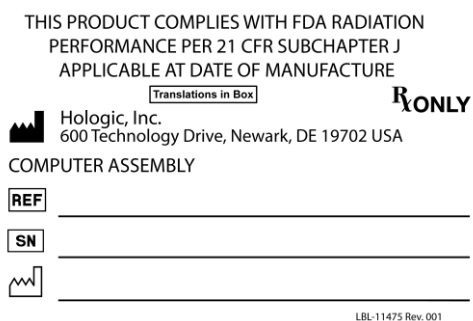 THIS PRODUCT COMPLIES WITH FDA RADIATION
PERFORMANCE PER 21 CFR SUBCHAPTER J
APPLICABLE AT DATE OF MANUFACTURE
Translations in Box
℞ ONLY
Hologic, Inc.
600 Technology Drive, Newark, DE 19702 USA
COMPUTER ASSEMBLY
REF
SN
LBL-11475 Rev. 001